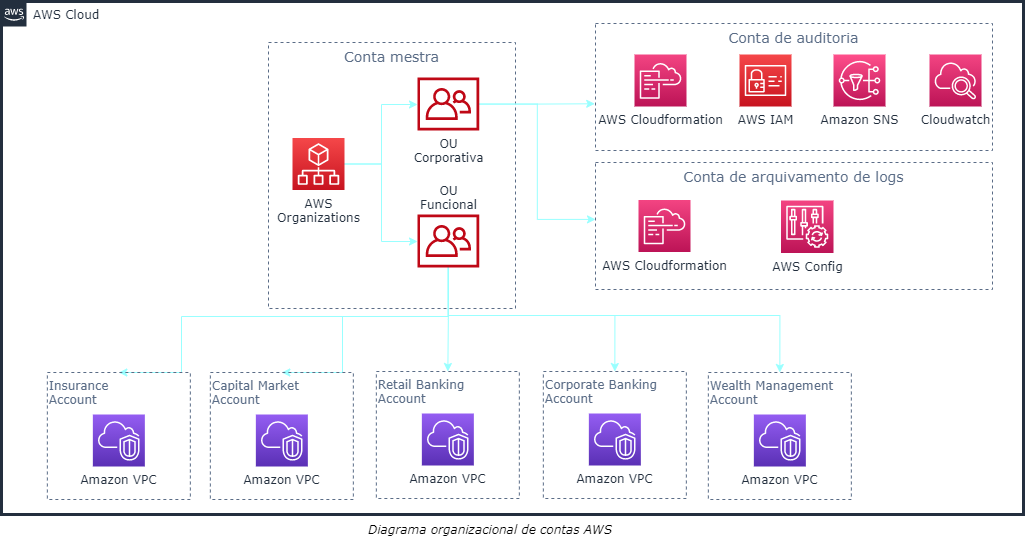 aws
AWS Cloud
Conta mestra
AWS
Organizations
OU
Corporativa
OU
Funcional
Conta de auditoria
AWS Cloudformation
AWS IAM
Amazon SNS
Cloudwatch
Conta de arquivamento de logs
AWS Cloudformation
AWS Config
Insurance
Account
Amazon VPC
Capital Market
Account
Amazon VPC
Retail Banking
Account
Amazon VPC
Corporate Banking
Account
Amazon VPC
Wealth Management
Account
Amazon VPC
Diagrama organizacional de contas AWS